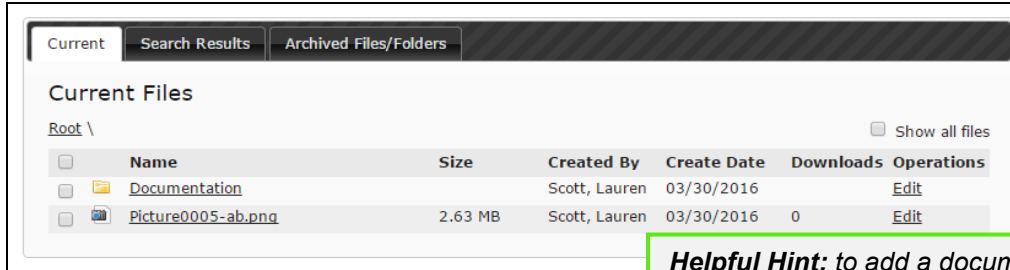 Current Search Results Archived Files/Folders
Current Files
Root \ Show all files
Name Size Created By Create Date Downloads Operations
Documentation Scott, Lauren 03/30/2016 Edit
Picture0005-ab.png 2.63 MB Scott, Lauren 03/30/2016 0 Edit
Helpful Hint: to add a docum